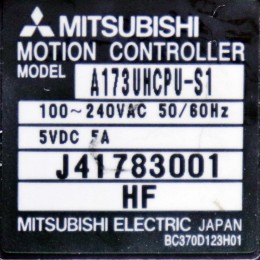 MITSUBISHI
MOTION CONTROLLER
MODEL A173UHCPU-S1
100~240VAC 50/60Hz
5VDC 5A
J41783001
HF
MITSUBISHI ELECTRIC JAPAN
BC370D123H01